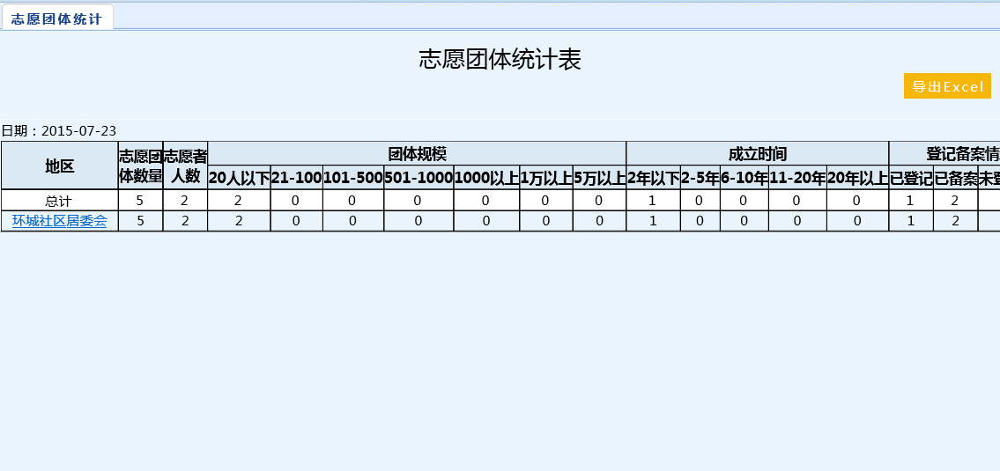 志愿团体统计
志愿团体统计表
导出Excel
日期：2015-07-23
地区 志愿团体数量 志愿者人数 团体规模 成立时间 登记备案情
20人以下 21-100 101-500 501-1000 1000以上 1万以上 5万以上 2年以下 2-5年 6-10年 11-20年 20年以上 已登记 已备案 未
总计 5 2 2 0 0 0 0 0 0 1 0 0 0 0 1 2
环城社区居委会 5 2 2 0 0 0 0 0 0 1 0 0 0 0 1 2